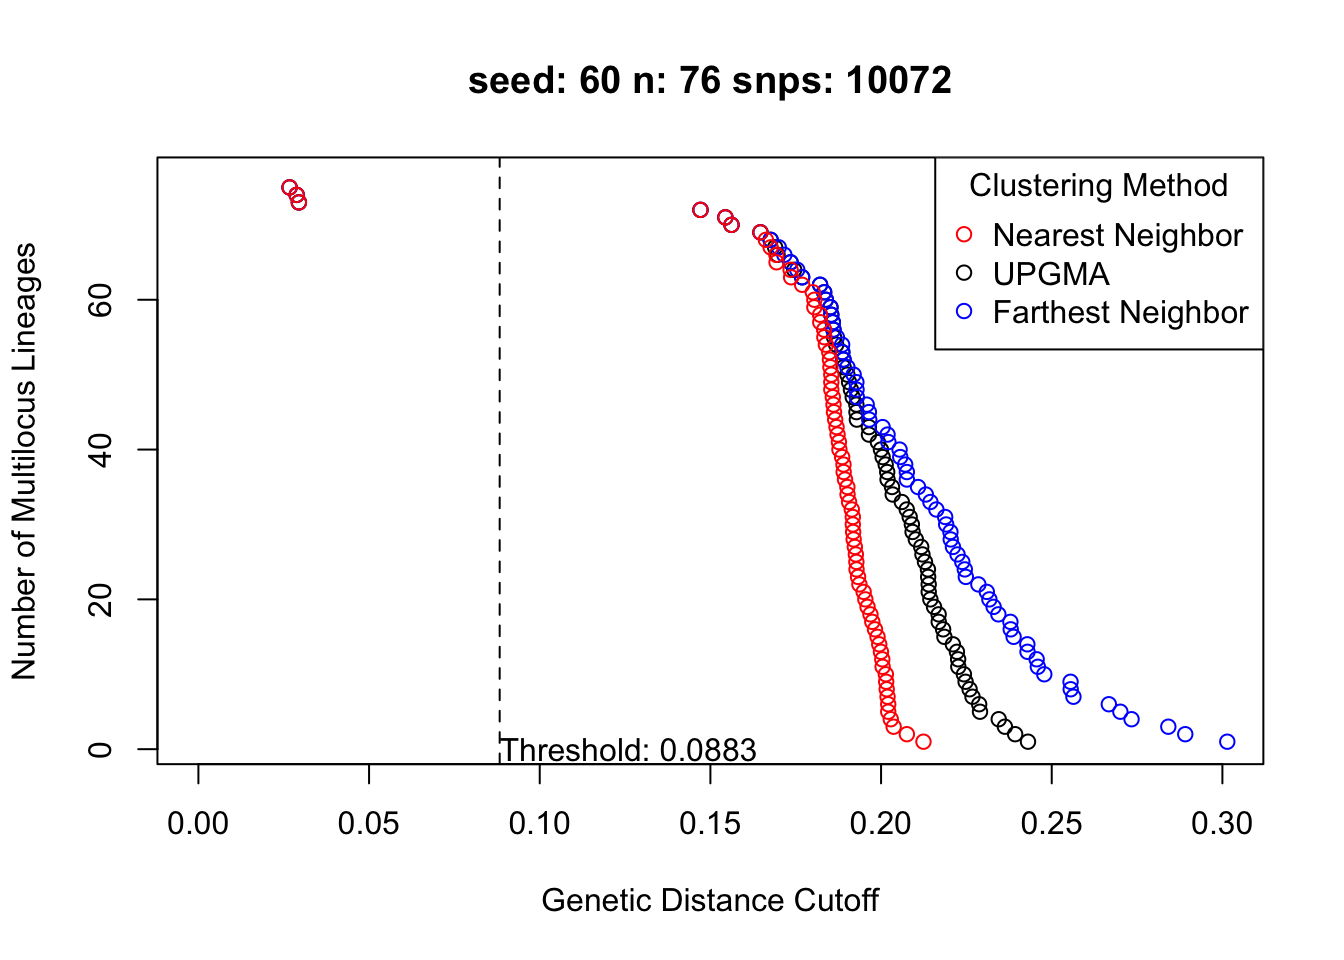 seed: 60 n: 76 snps: 10072
Clustering Method
Nearest Neighbor
UPGMA
Farthest Neighbor
Number of Multilocus Lineages
60
40
20
0
Threshold: 0.0883
0.00 0.05 0.10 0.15 0.20 0.25 0.30
Genetic Distance Cutoff